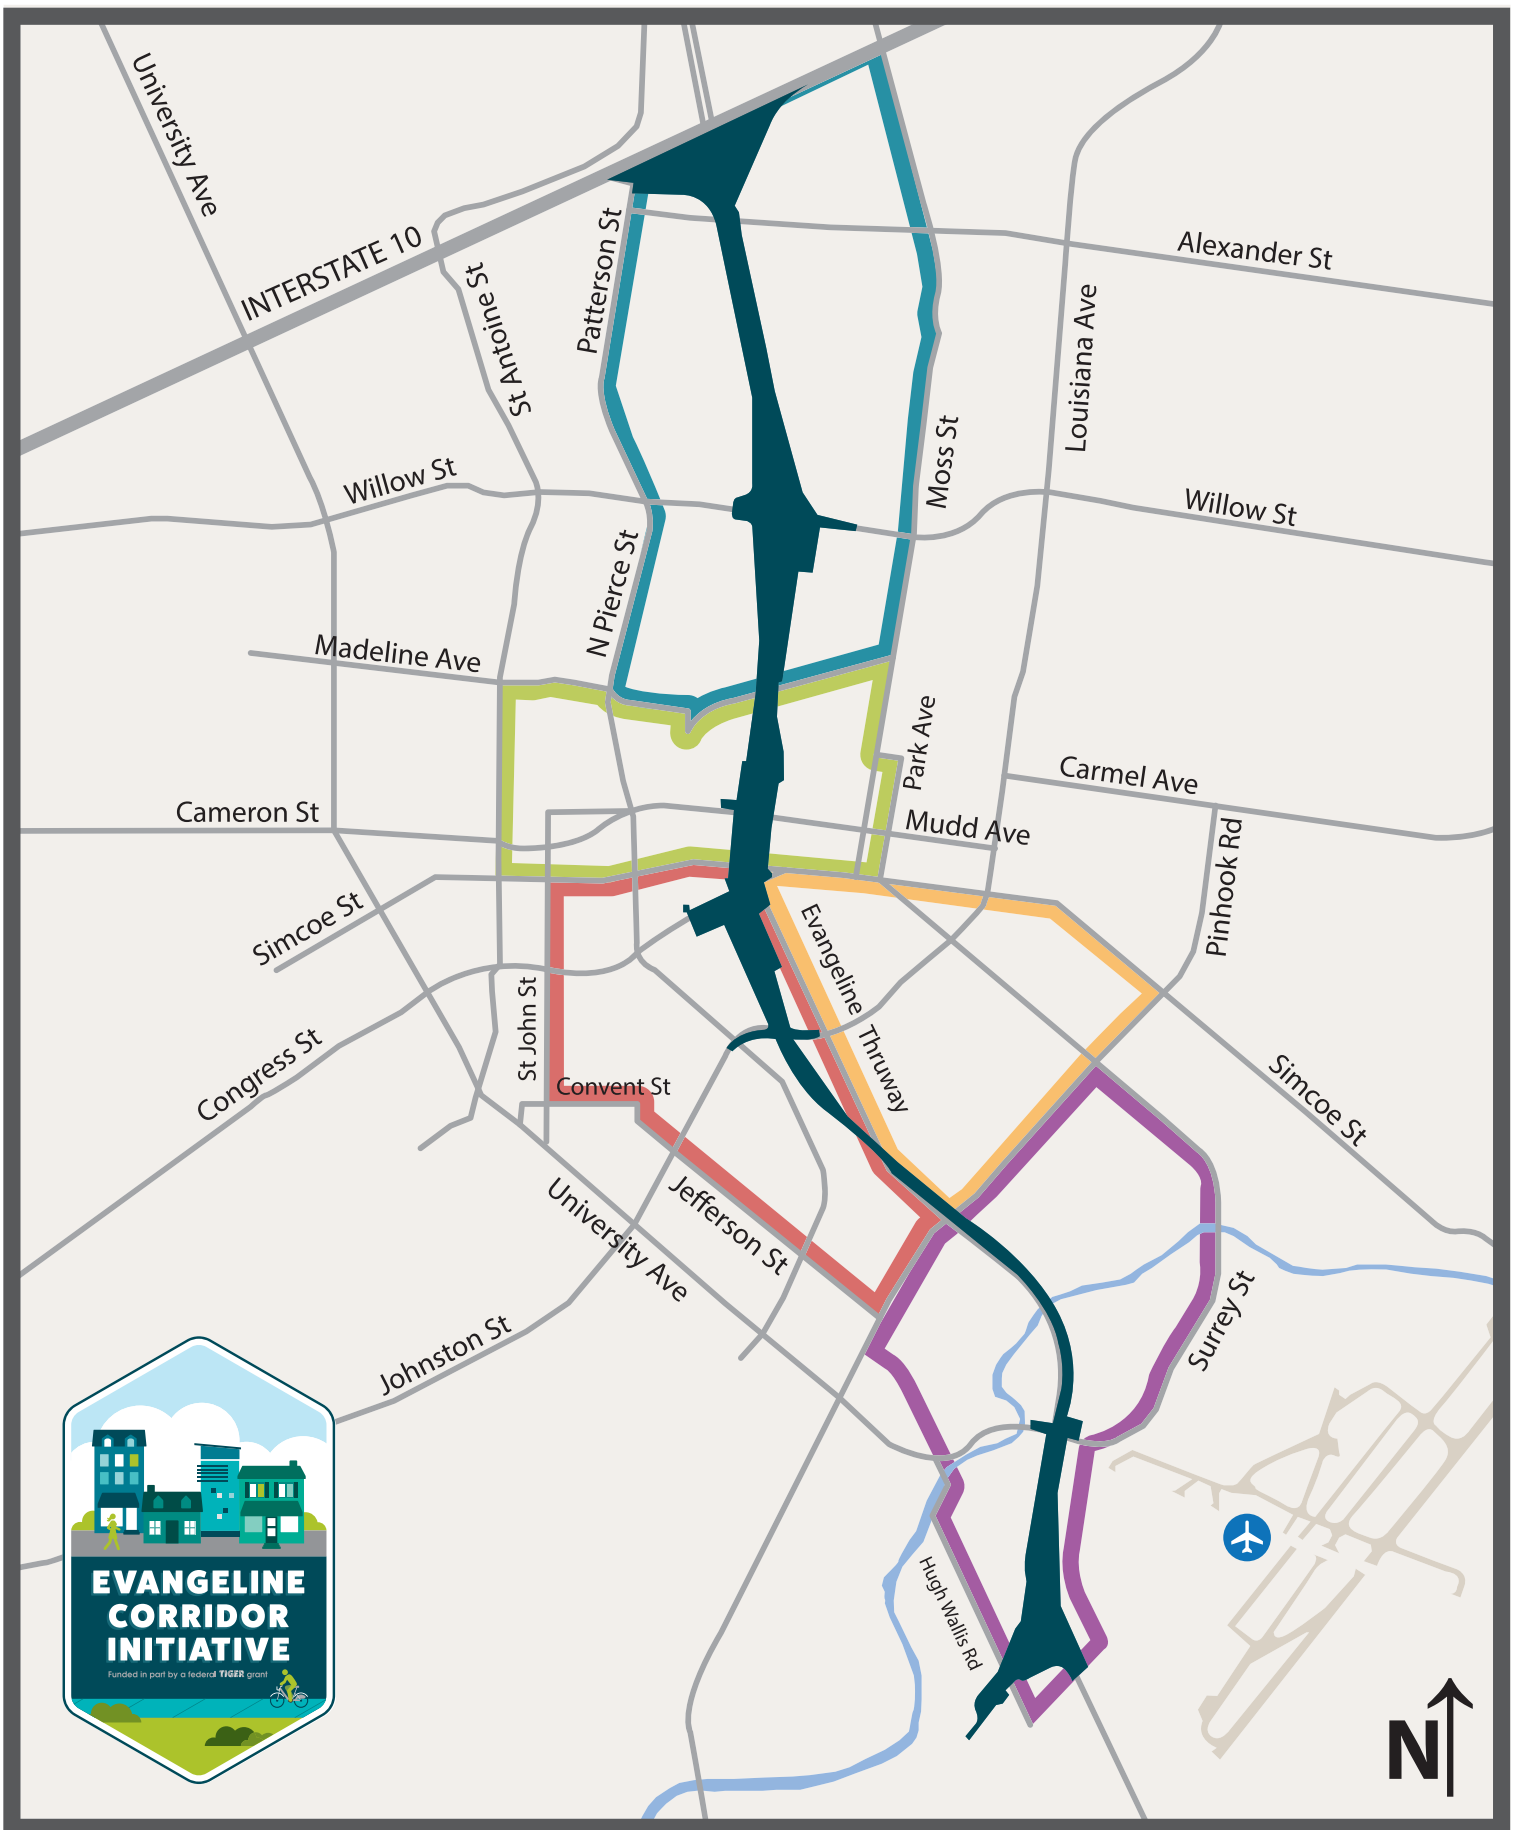 University Ave
INTERSTATE 10
St Antoine St
Patterson St
Alexander St
Louisiana Ave
Moss St
Willow St
Willow St
N Pierce St
Madeline Ave
Park Ave
Carmel Ave
Cameron St
Mudd Ave
Pinhook Rd
Simcoe St
Evangeline Thruway
St John St
Congress St
Convent St
Simcoe St
Jefferson St
University Ave
Surrey St
Johnston St
Hugh Wallis Rd
EVANGELINE
CORRIDOR
INITIATIVE
Funded in part by a federal TIGER grant
N